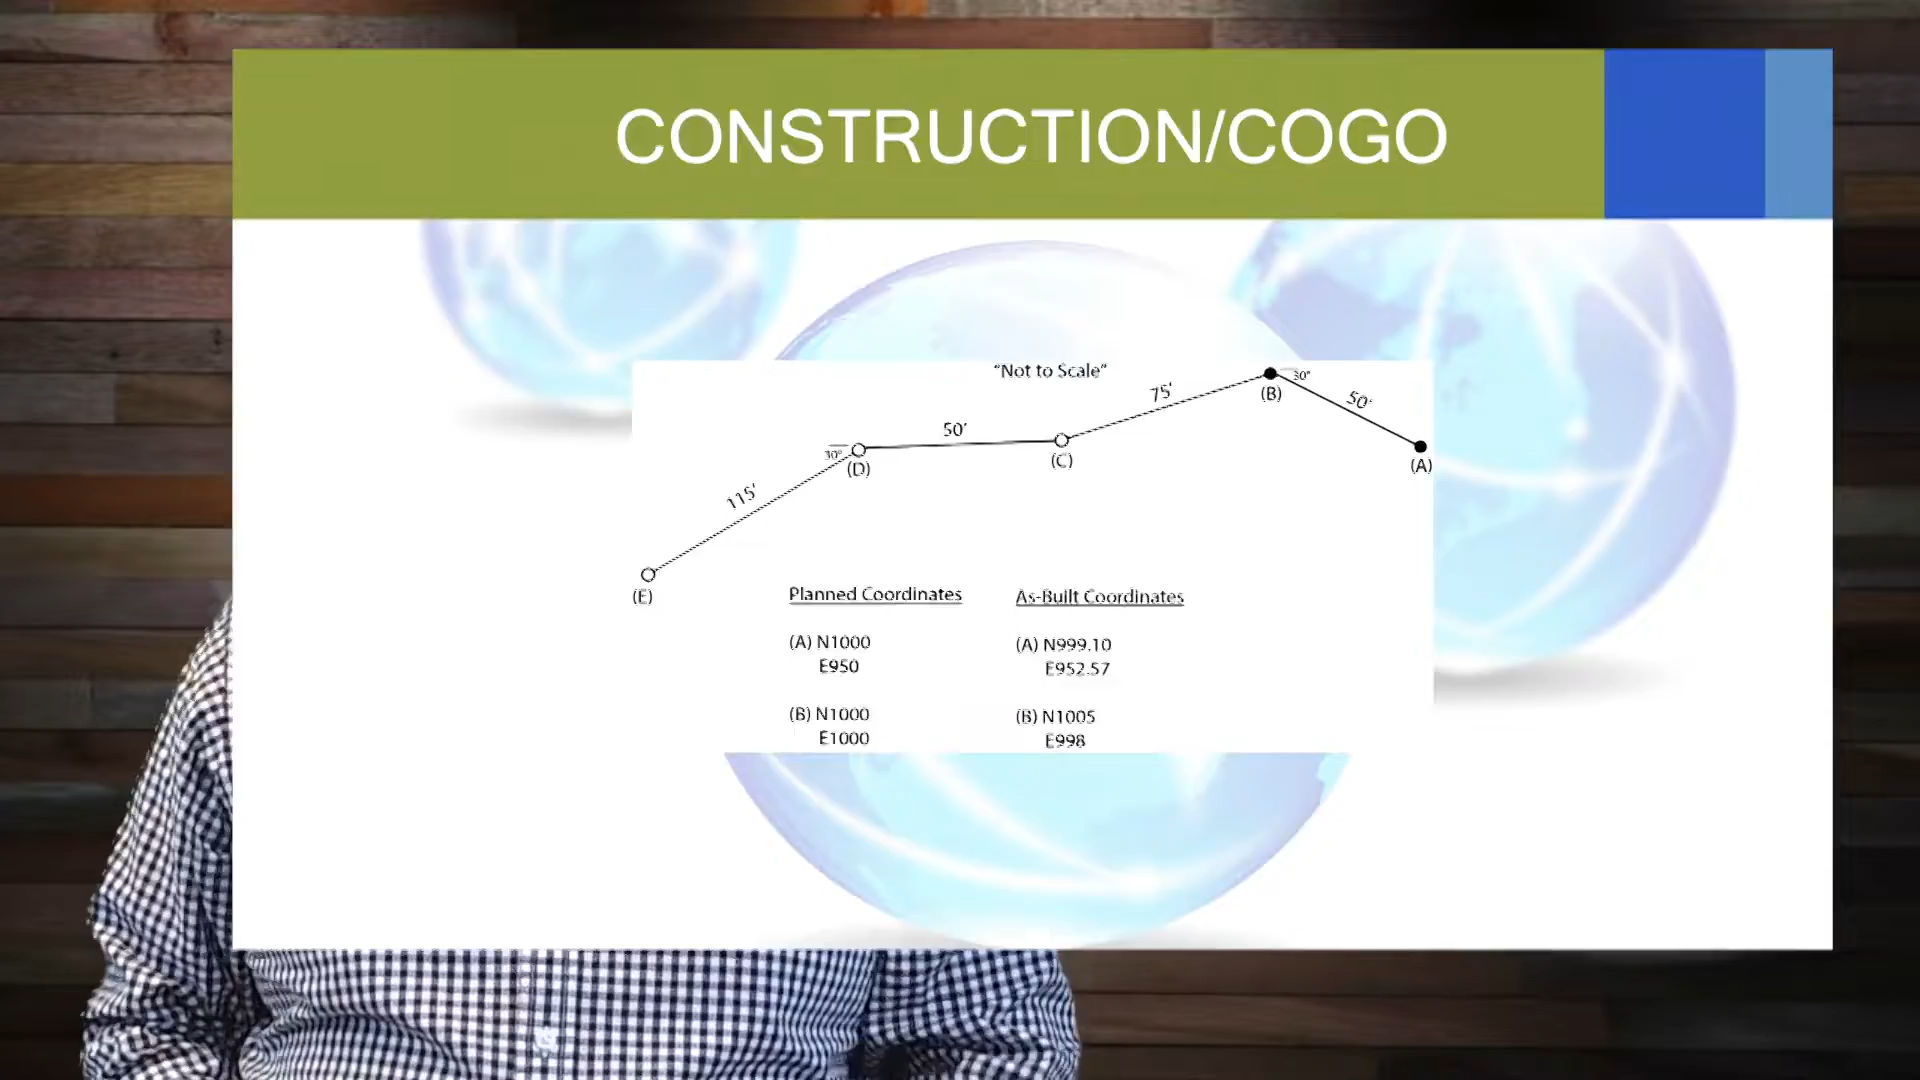 CONSTRUCTION/COGO
"Not to Scale"
75'
(B)
30°
50'
(A)
50'
(C)
30°
(D)
115'
(E)
Planned Coordinates
(A) N1000
E950
(B) N1000
E1000
As-Built Coordinates
(A) N999.10
E952.57
(B) N1005
E998